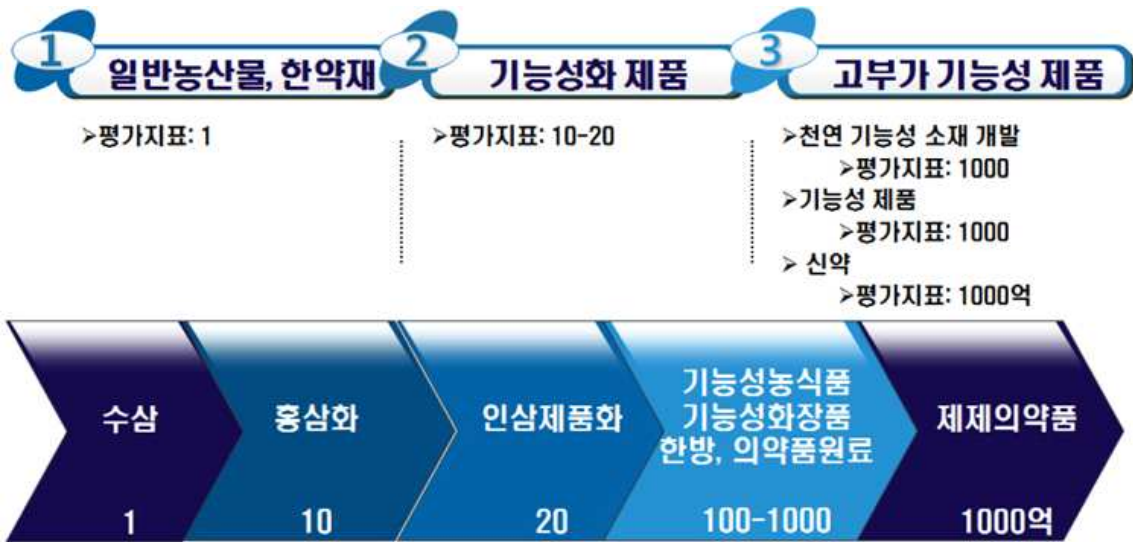 1
일반농산물, 한약재
2
기능성화 제품
3
고부가 기능성 제품
➢평가지표: 1
➢평가지표: 10-20
➢천연 기능성 소재 개발
➢평가지표: 1000
➢기능성 제품
➢평가지표: 1000
➢ 신약
➢평가지표: 1000억
수삼
1
홍삼화
10
인삼제품화
20
기능성농식품
기능성화장품
한방, 의약품원료
100-1000
제제의약품
1000억